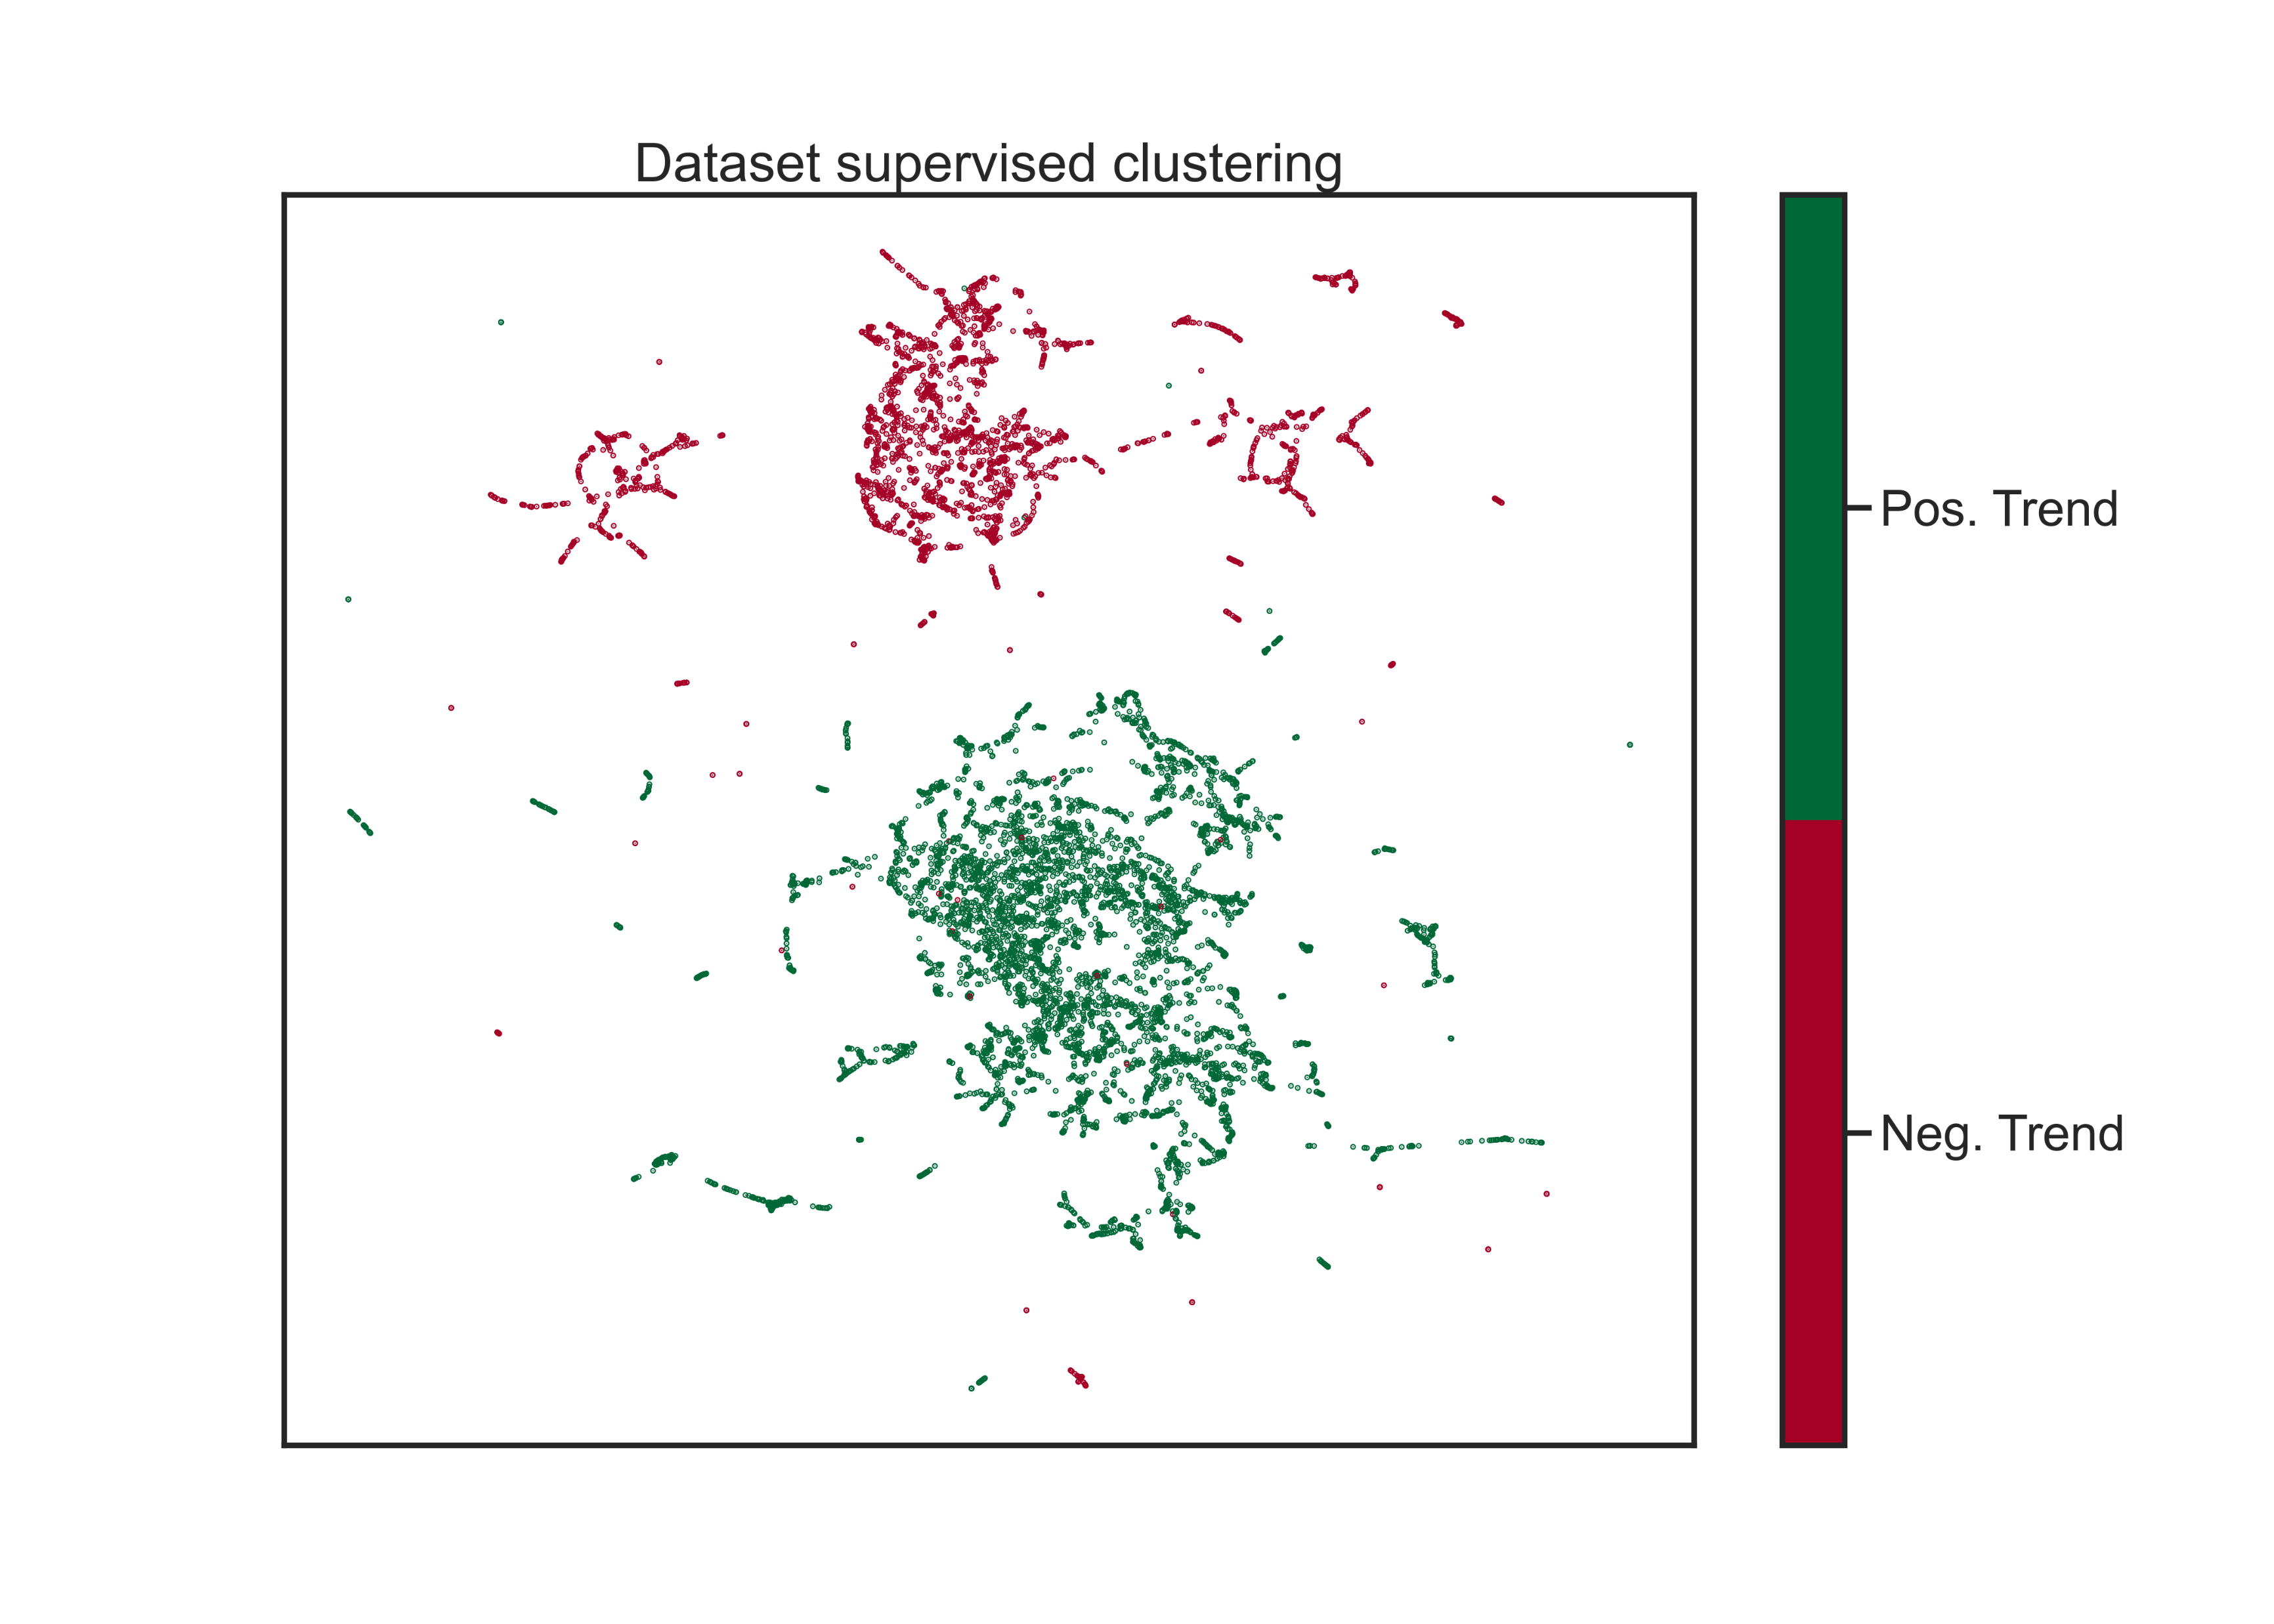 Dataset supervised clustering
Pos. Trend
Neg. Trend